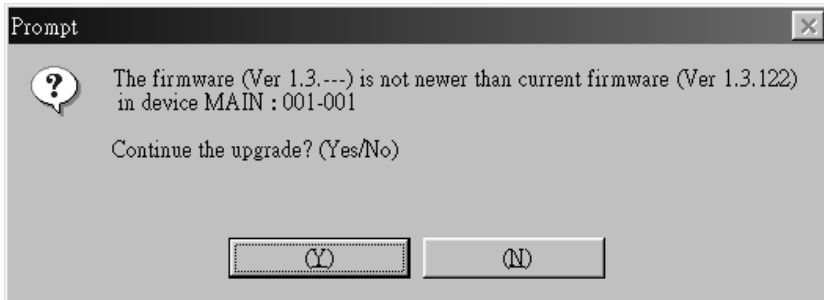 Prompt
The firmware (Ver 1.3.---) is not newer than current firmware (Ver 1.3.122)
in device MAIN : 001-001
Continue the upgrade? (Yes/No)
(Y)
(N)